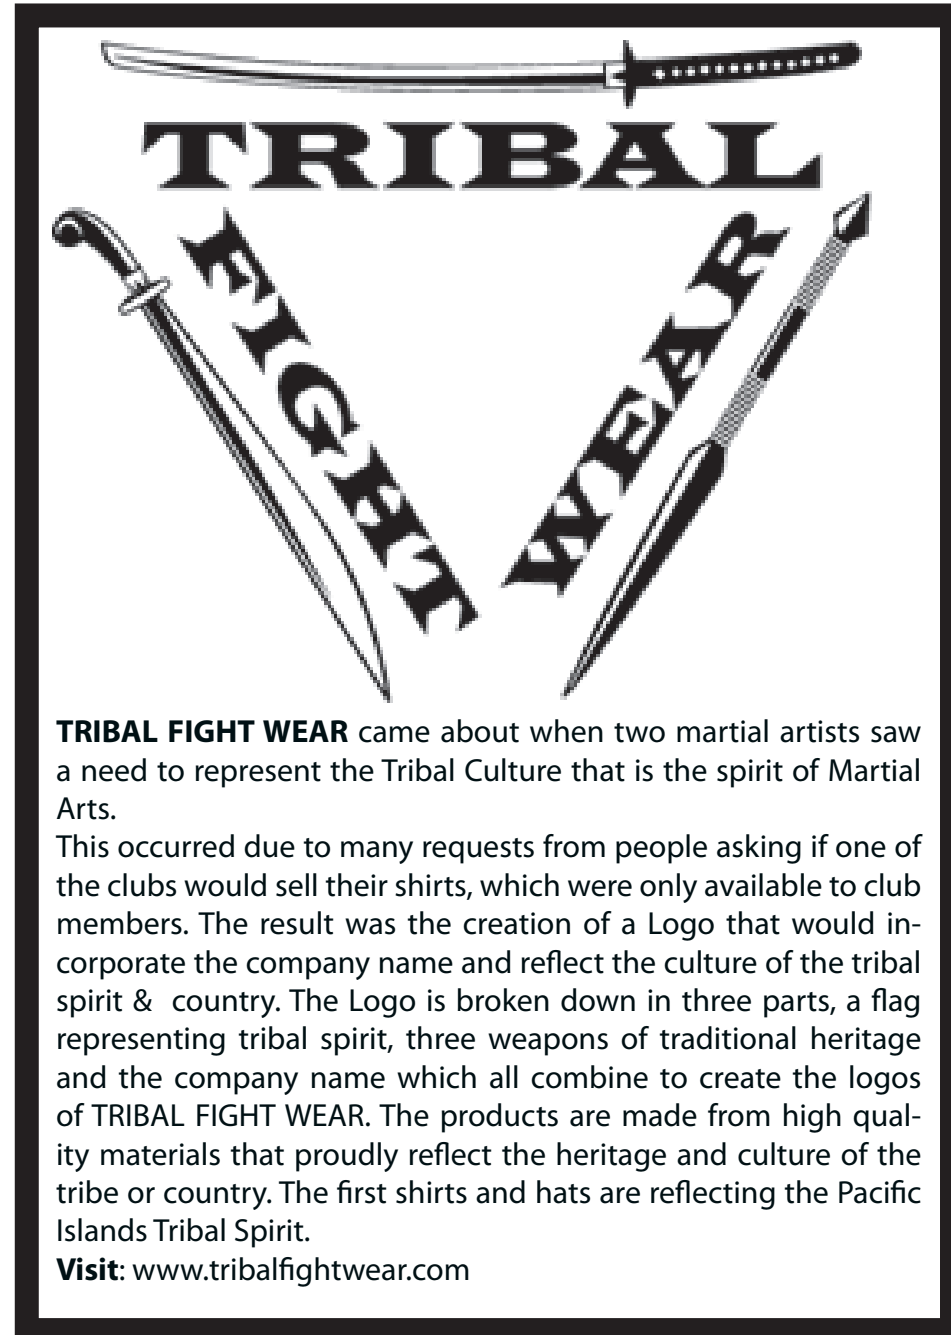 TRIBAL
FIGHT
WEAR
TRIBAL FIGHT WEAR came about when two martial artists saw
a need to represent the Tribal Culture that is the spirit of Martial
Arts.
This occurred due to many requests from people asking if one of
the clubs would sell their shirts, which were only available to club
members. The result was the creation of a Logo that would in-
corporate the company name and reflect the culture of the tribal
spirit &  country. The Logo is broken down in three parts, a flag
representing tribal spirit, three weapons of traditional heritage
and the company name which all combine to create the logos
of TRIBAL FIGHT WEAR. The products are made from high qual-
ity materials that proudly reflect the heritage and culture of the
tribe or country. The first shirts and hats are reflecting the Pacific
Islands Tribal Spirit.
Visit: www.tribalfightwear.com